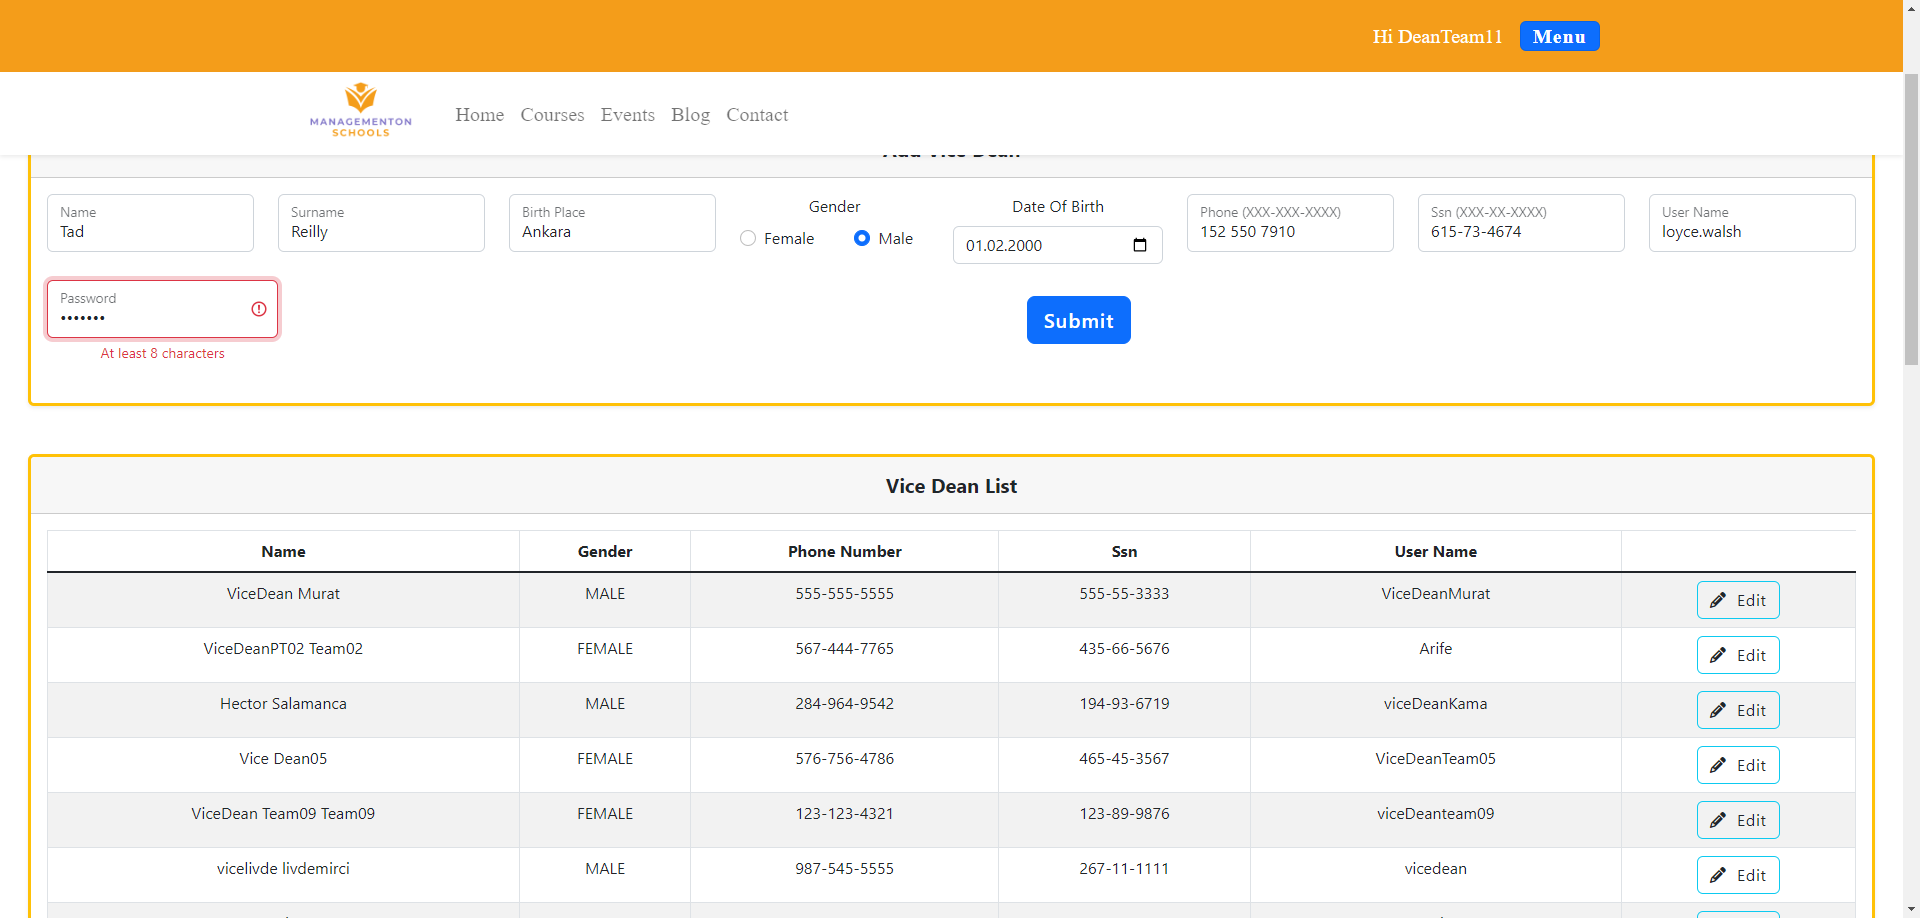 Hi DeanTeam11 Menu
MANAGEMENTON
SCHOOLS
Home Courses Events Blog Contact
Add Vice Dean
Name
Tad
Surname
Reilly
Birth Place
Ankara
Gender
Female Male
Date Of Birth
01.02.2000
Phone (XXX-XXX-XXXX)
152 550 7910
Ssn (XXX-XX-XXXX)
615-73-4674
User Name
loyce.walsh
Password
•••••••
At least 8 characters
Submit
Vice Dean List
Name Gender Phone Number Ssn User Name
ViceDean Murat MALE 555-555-5555 555-55-3333 ViceDeanMurat Edit
ViceDeanPT02 Team02 FEMALE 567-444-7765 435-66-5676 Arife Edit
Hector Salamanca MALE 284-964-9542 194-93-6719 viceDeanKama Edit
Vice Dean05 FEMALE 576-756-4786 465-45-3567 ViceDeanTeam05 Edit
ViceDean Team09 Team09 FEMALE 123-123-4321 123-89-9876 viceDeanteam09 Edit
vicelivde livdemirci MALE 987-545-5555 267-11-1111 vicedean Edit